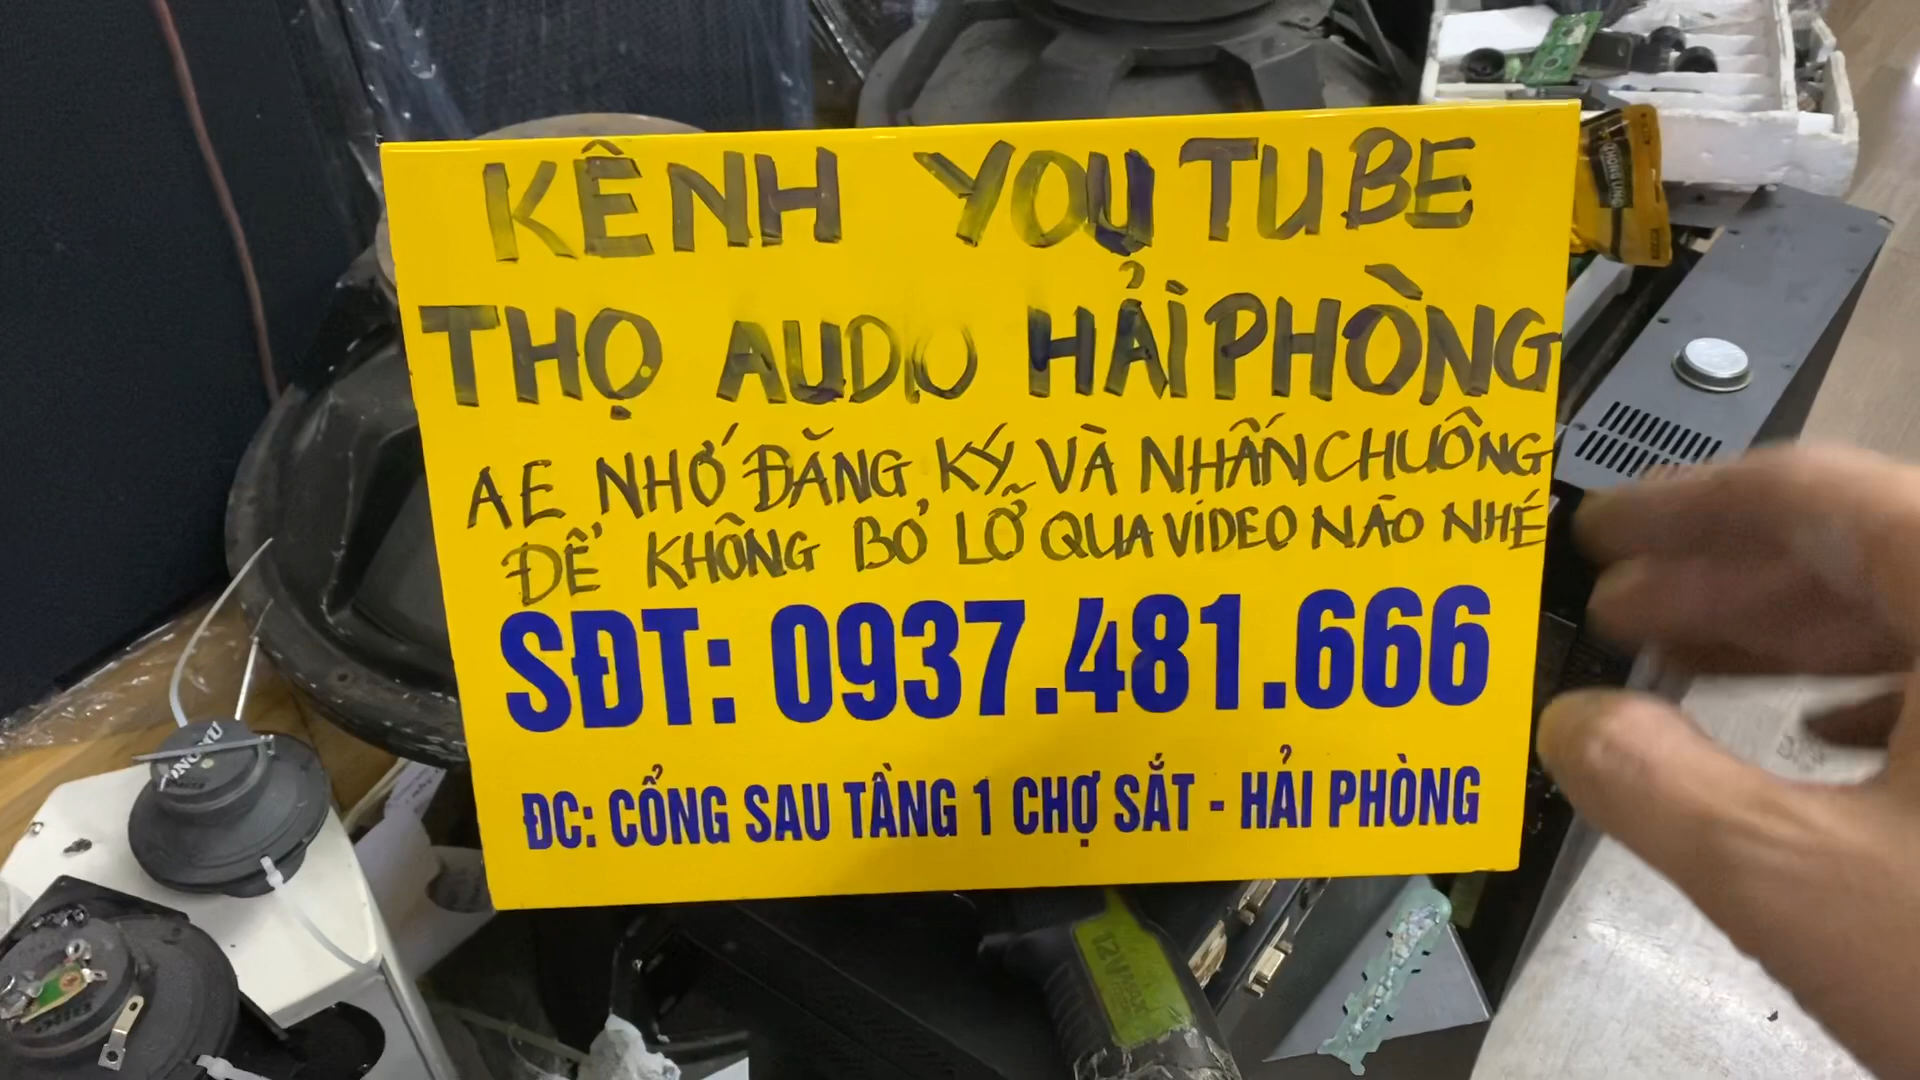 KÊNH YOUTUBE
THỌ AUDIO HẢI PHÒNG
AE NHỚ ĐĂNG KÝ VÀ NHẤN CHUÔNG
ĐỂ KHÔNG BỎ LỠ QUA VIDEO NÀO NHÉ
SĐT: 0937.481.666
ĐC: CỔNG SAU TẦNG 1 CHỢ SẮT - HẢI PHÒNG
12V